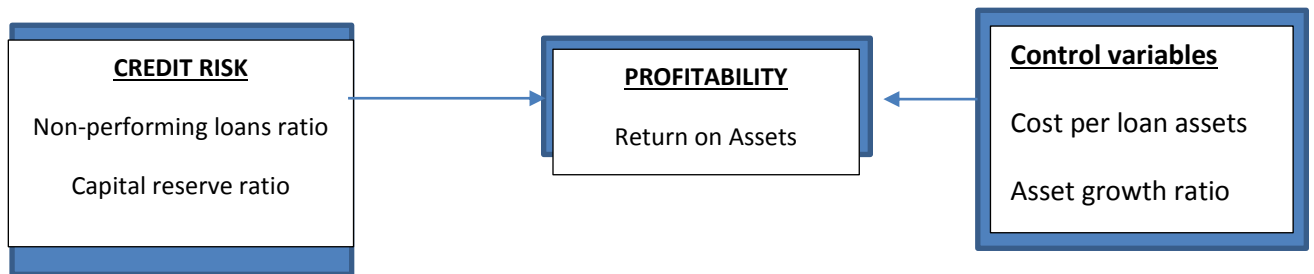 CREDIT RISK
Non-performing loans ratio
Capital reserve ratio
PROFITABILITY
Return on Assets
Control variables
Cost per loan assets
Asset growth ratio